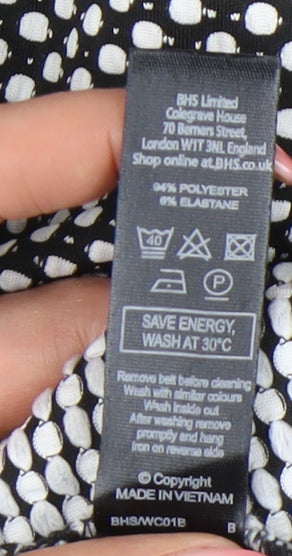 BHS Limited
Colegrave House
70 Berners Street,
London W1T 3NL England
Shop online at.BHS.co.uk
94% POLYESTER
6% ELASTANE
40
P
SAVE ENERGY,
WASH AT 30°C
Remove belt before cleaning
Wash with similar colours
Wash inside out
After washing remove
promptly and hang
Iron on reverse side
© Copyright
MADE IN VIETNAM
BHS/WC01B B